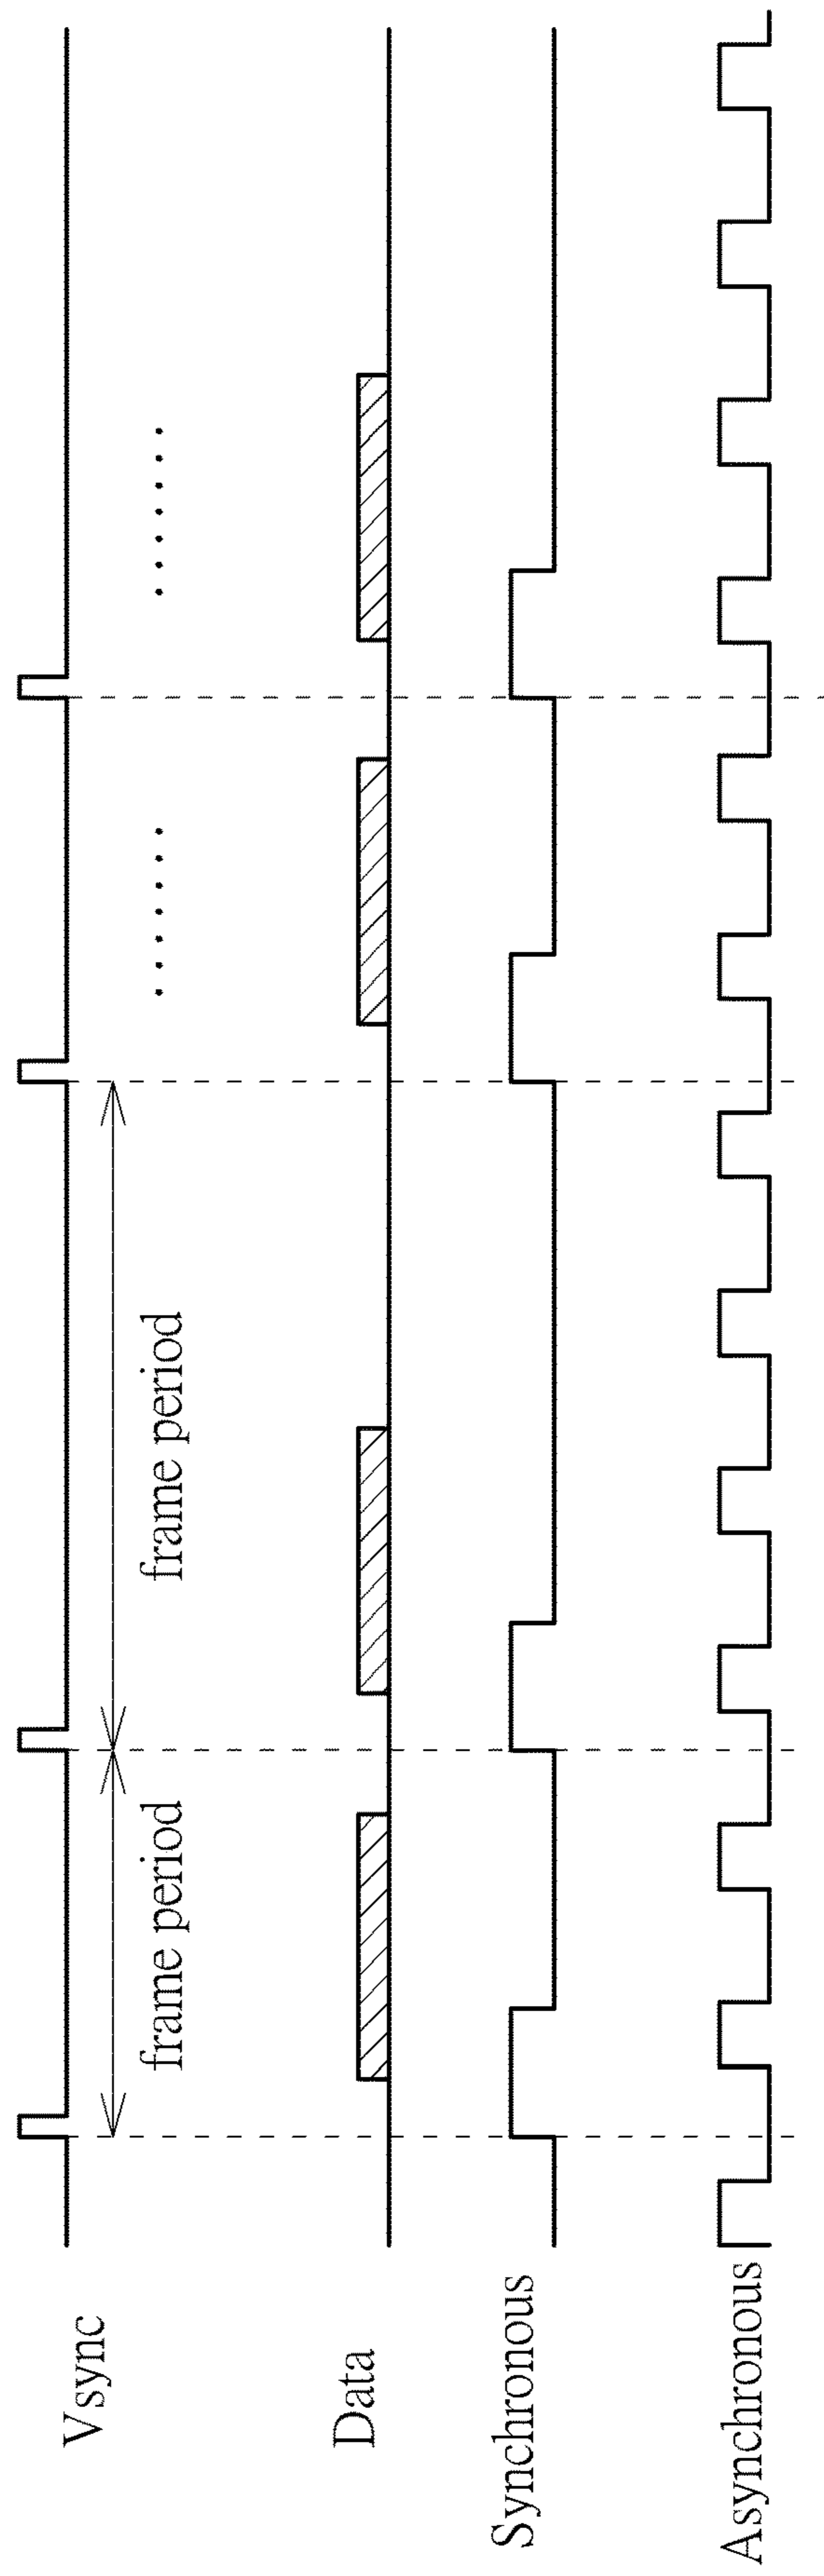 Vsync
frame period
frame period
Data
Synchronous
Asynchronous